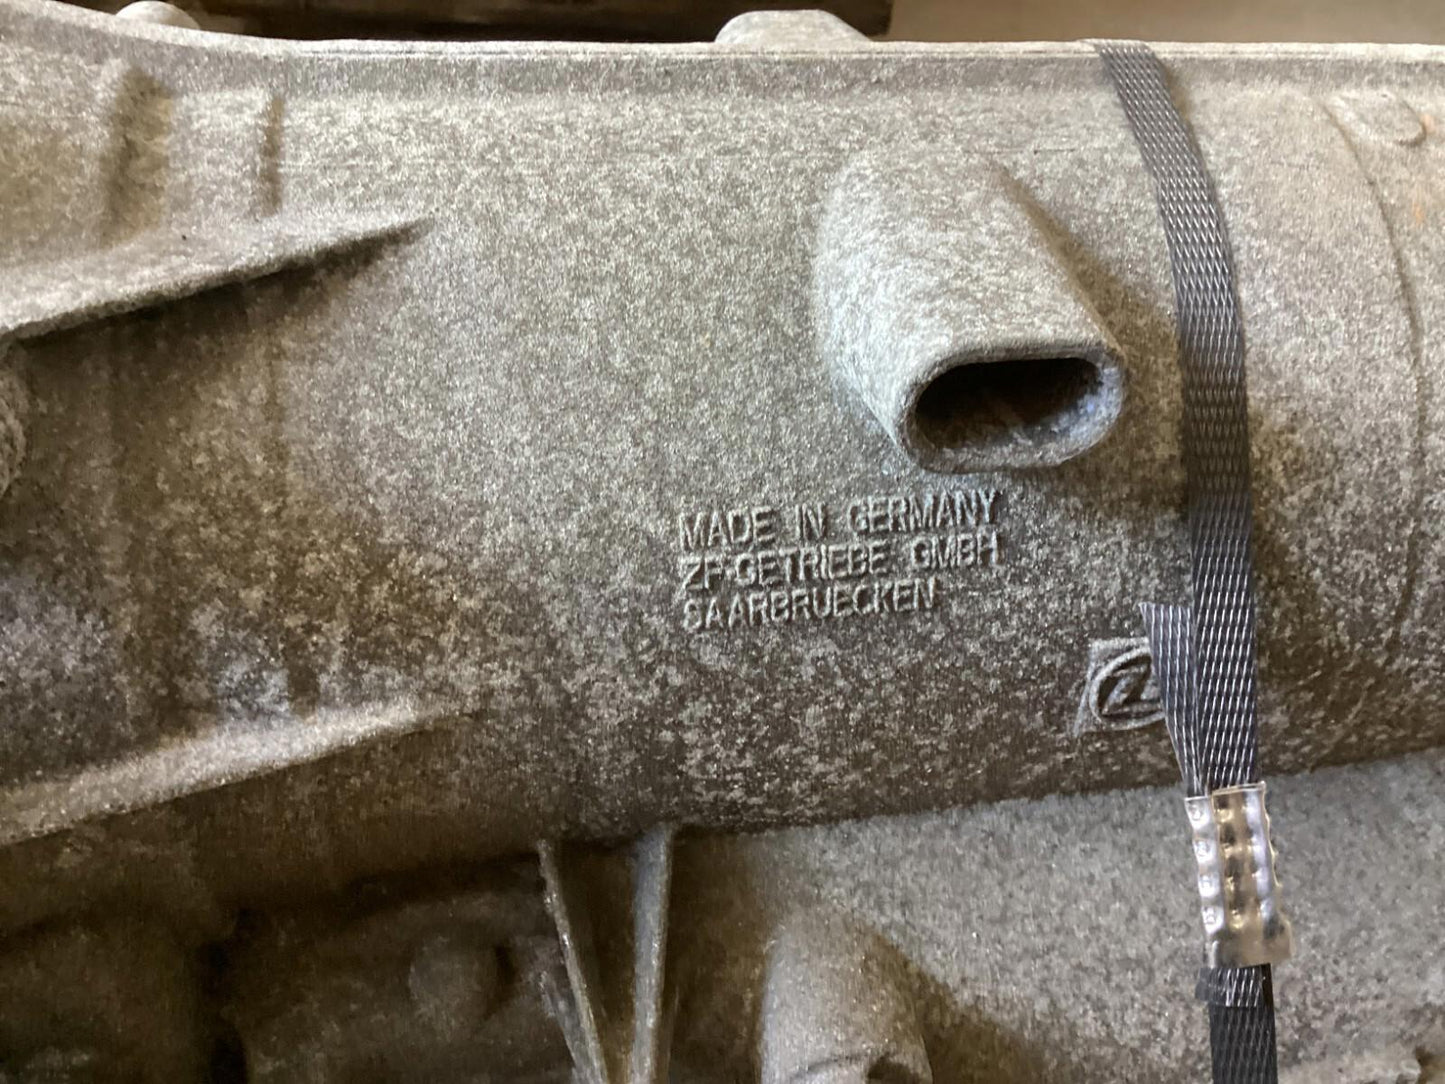 MADE IN GERMANY
ZF-GETRIEBE GMBH
SAARBRUECKEN